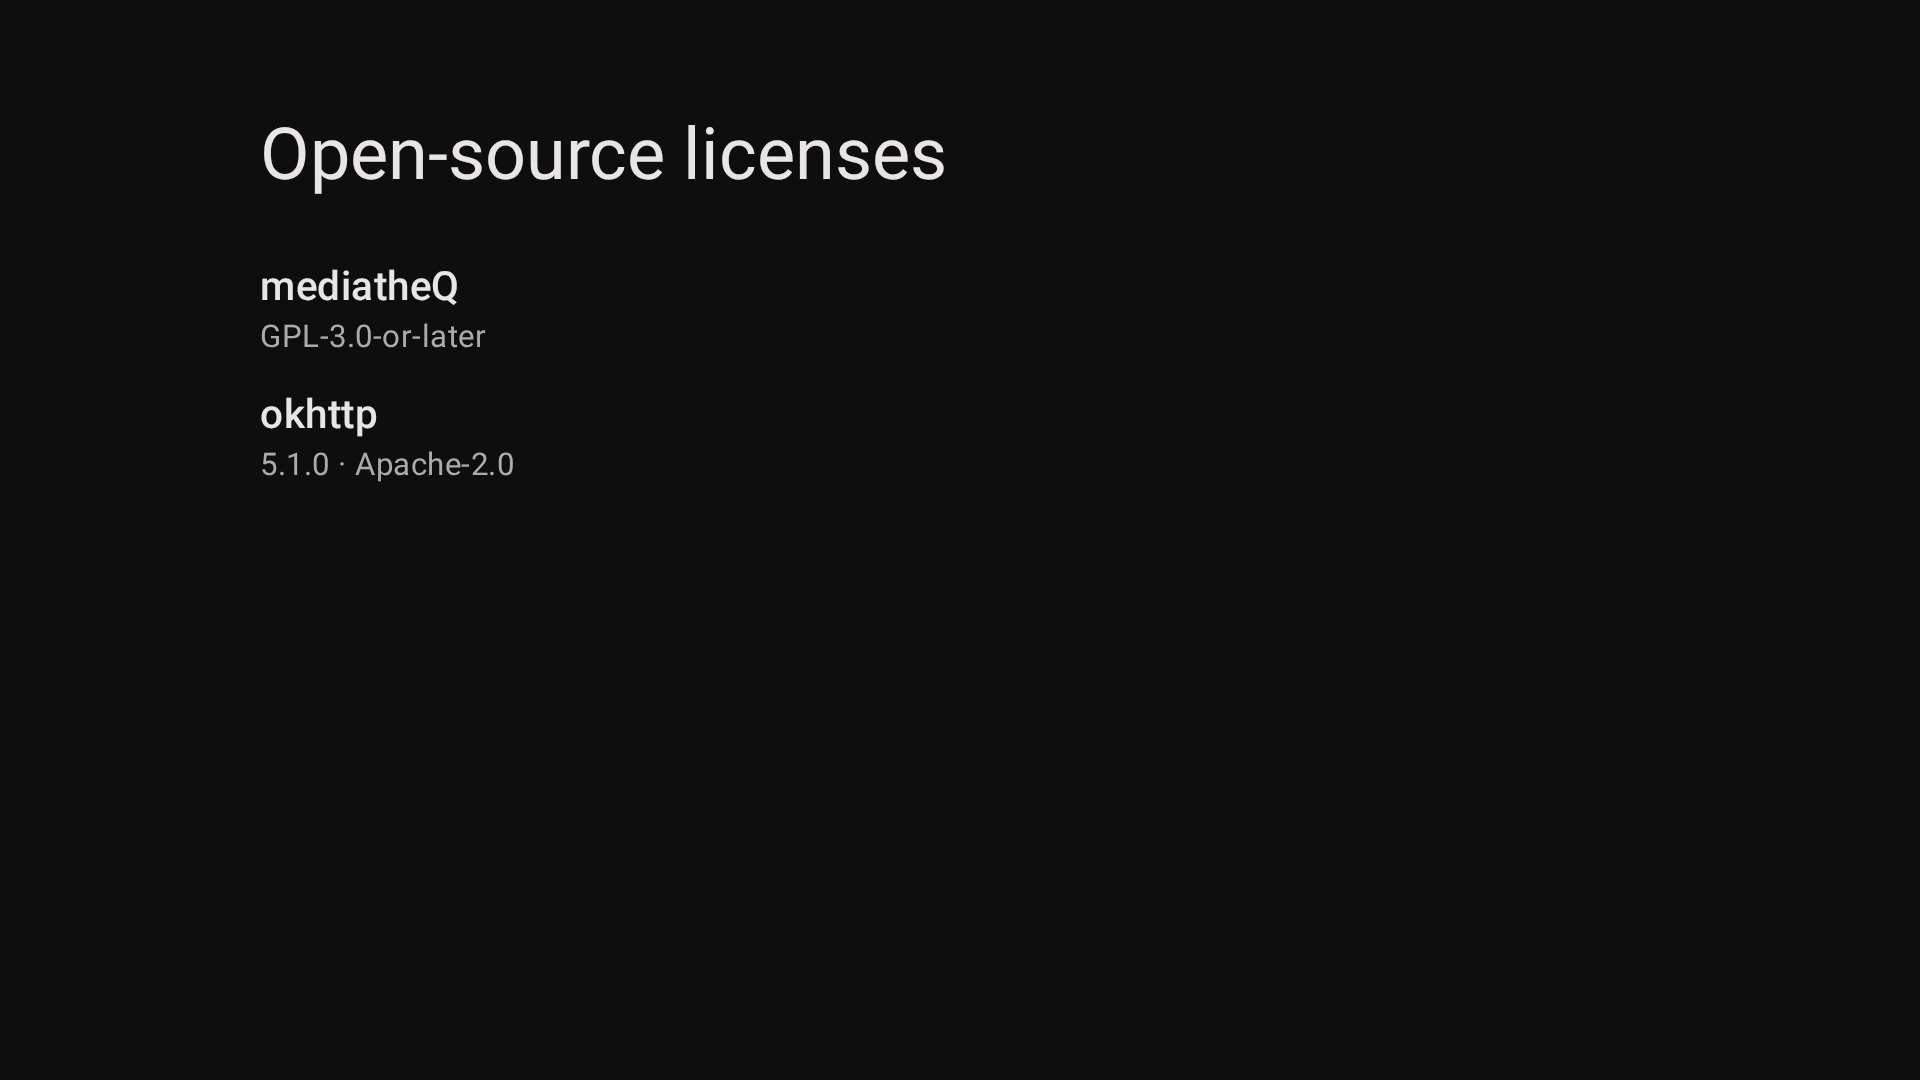 Open-source licenses
mediatheQ
GPL-3.0-or-later
okhttp
5.1.0 · Apache-2.0